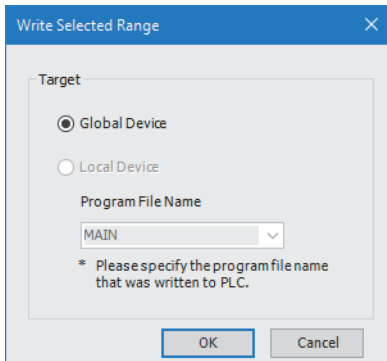 Write Selected Range
Target
Global Device
Local Device
Program File Name
MAIN
* Please specify the program file name
that was written to PLC.
OK
Cancel